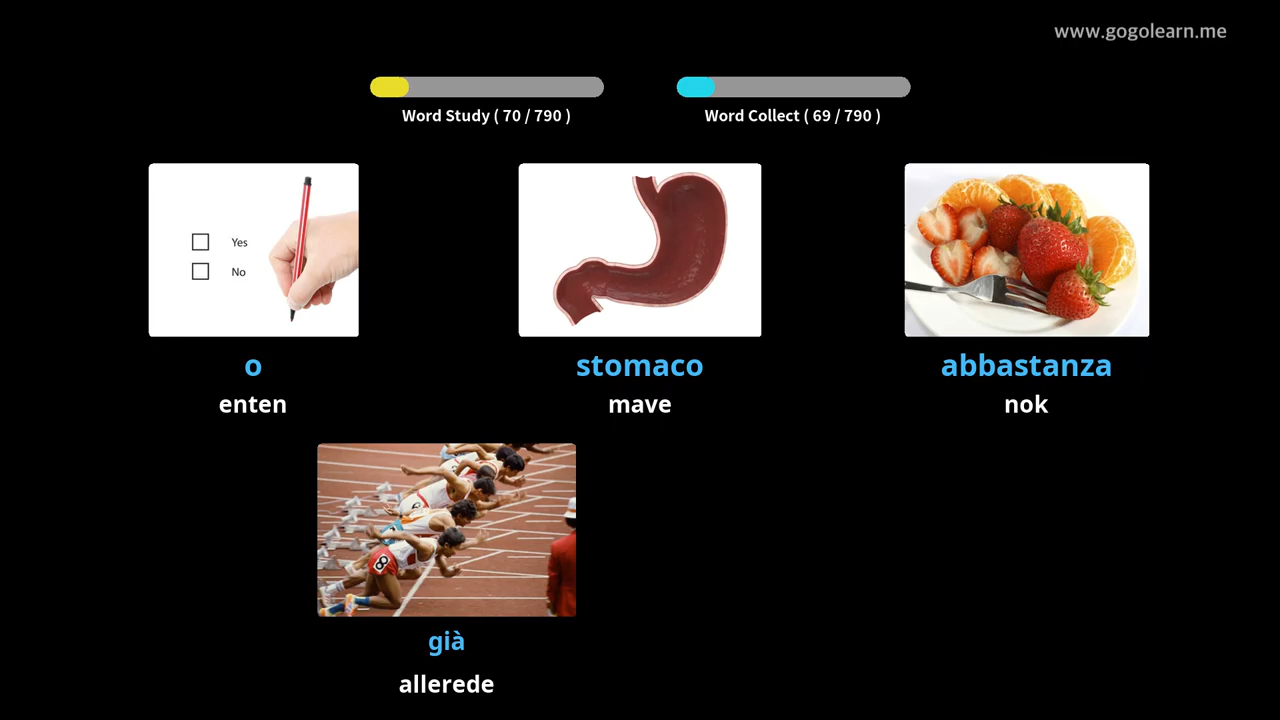 www.gogolearn.me
Word Study ( 70 / 790 )
Word Collect ( 69 / 790 )
Yes
No
o
enten
stomaco
mave
abbastanza
nok
8
già
allerede